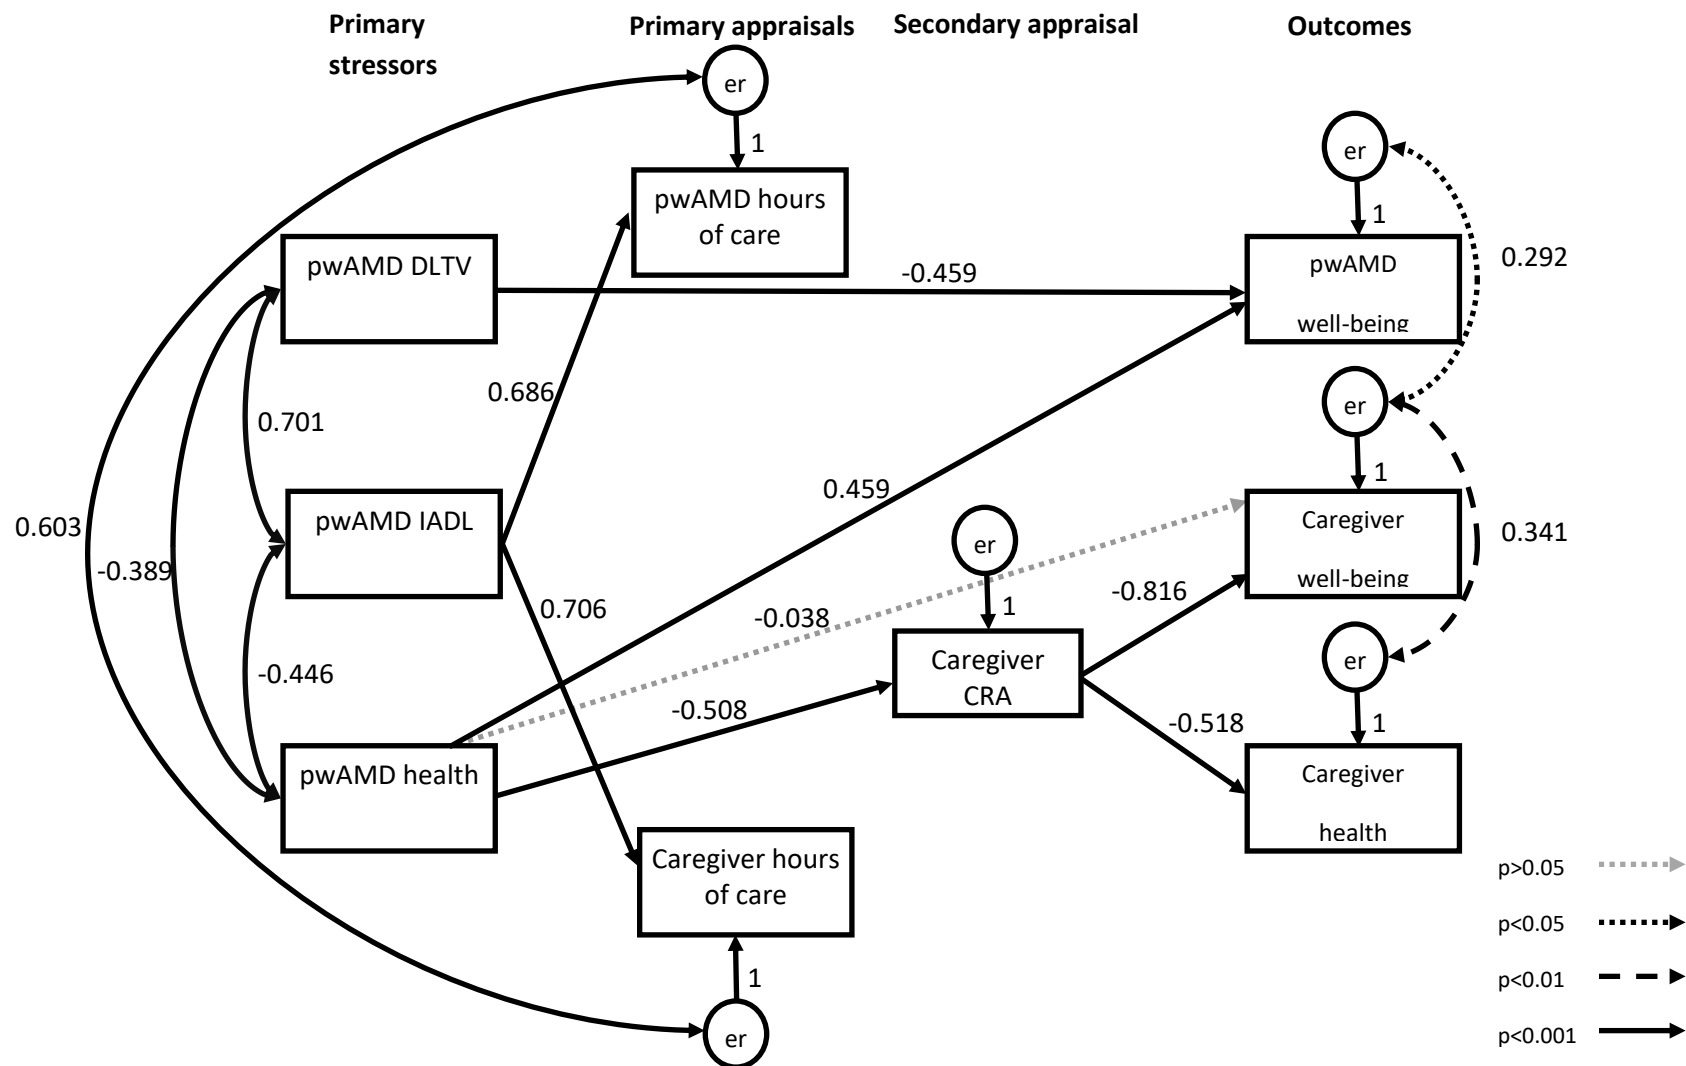 Primary
stressors
Primary appraisals
Secondary appraisal
Outcomes
er
1
pwAMD hours
of care
er
1
pwAMD DLTV
-0.459
pwAMD
well-being
0.292
0.686
0.701
er
1
0.603
-0.389
pwAMD IADL
0.459
er
1
Caregiver
well-being
0.341
0.706
-0.038
-0.816
Caregiver
CRA
er
1
-0.446
-0.508
-0.518
pwAMD health
Caregiver
health
Caregiver hours
of care
1
er
p>0.05
p<0.05
p<0.01
p<0.001